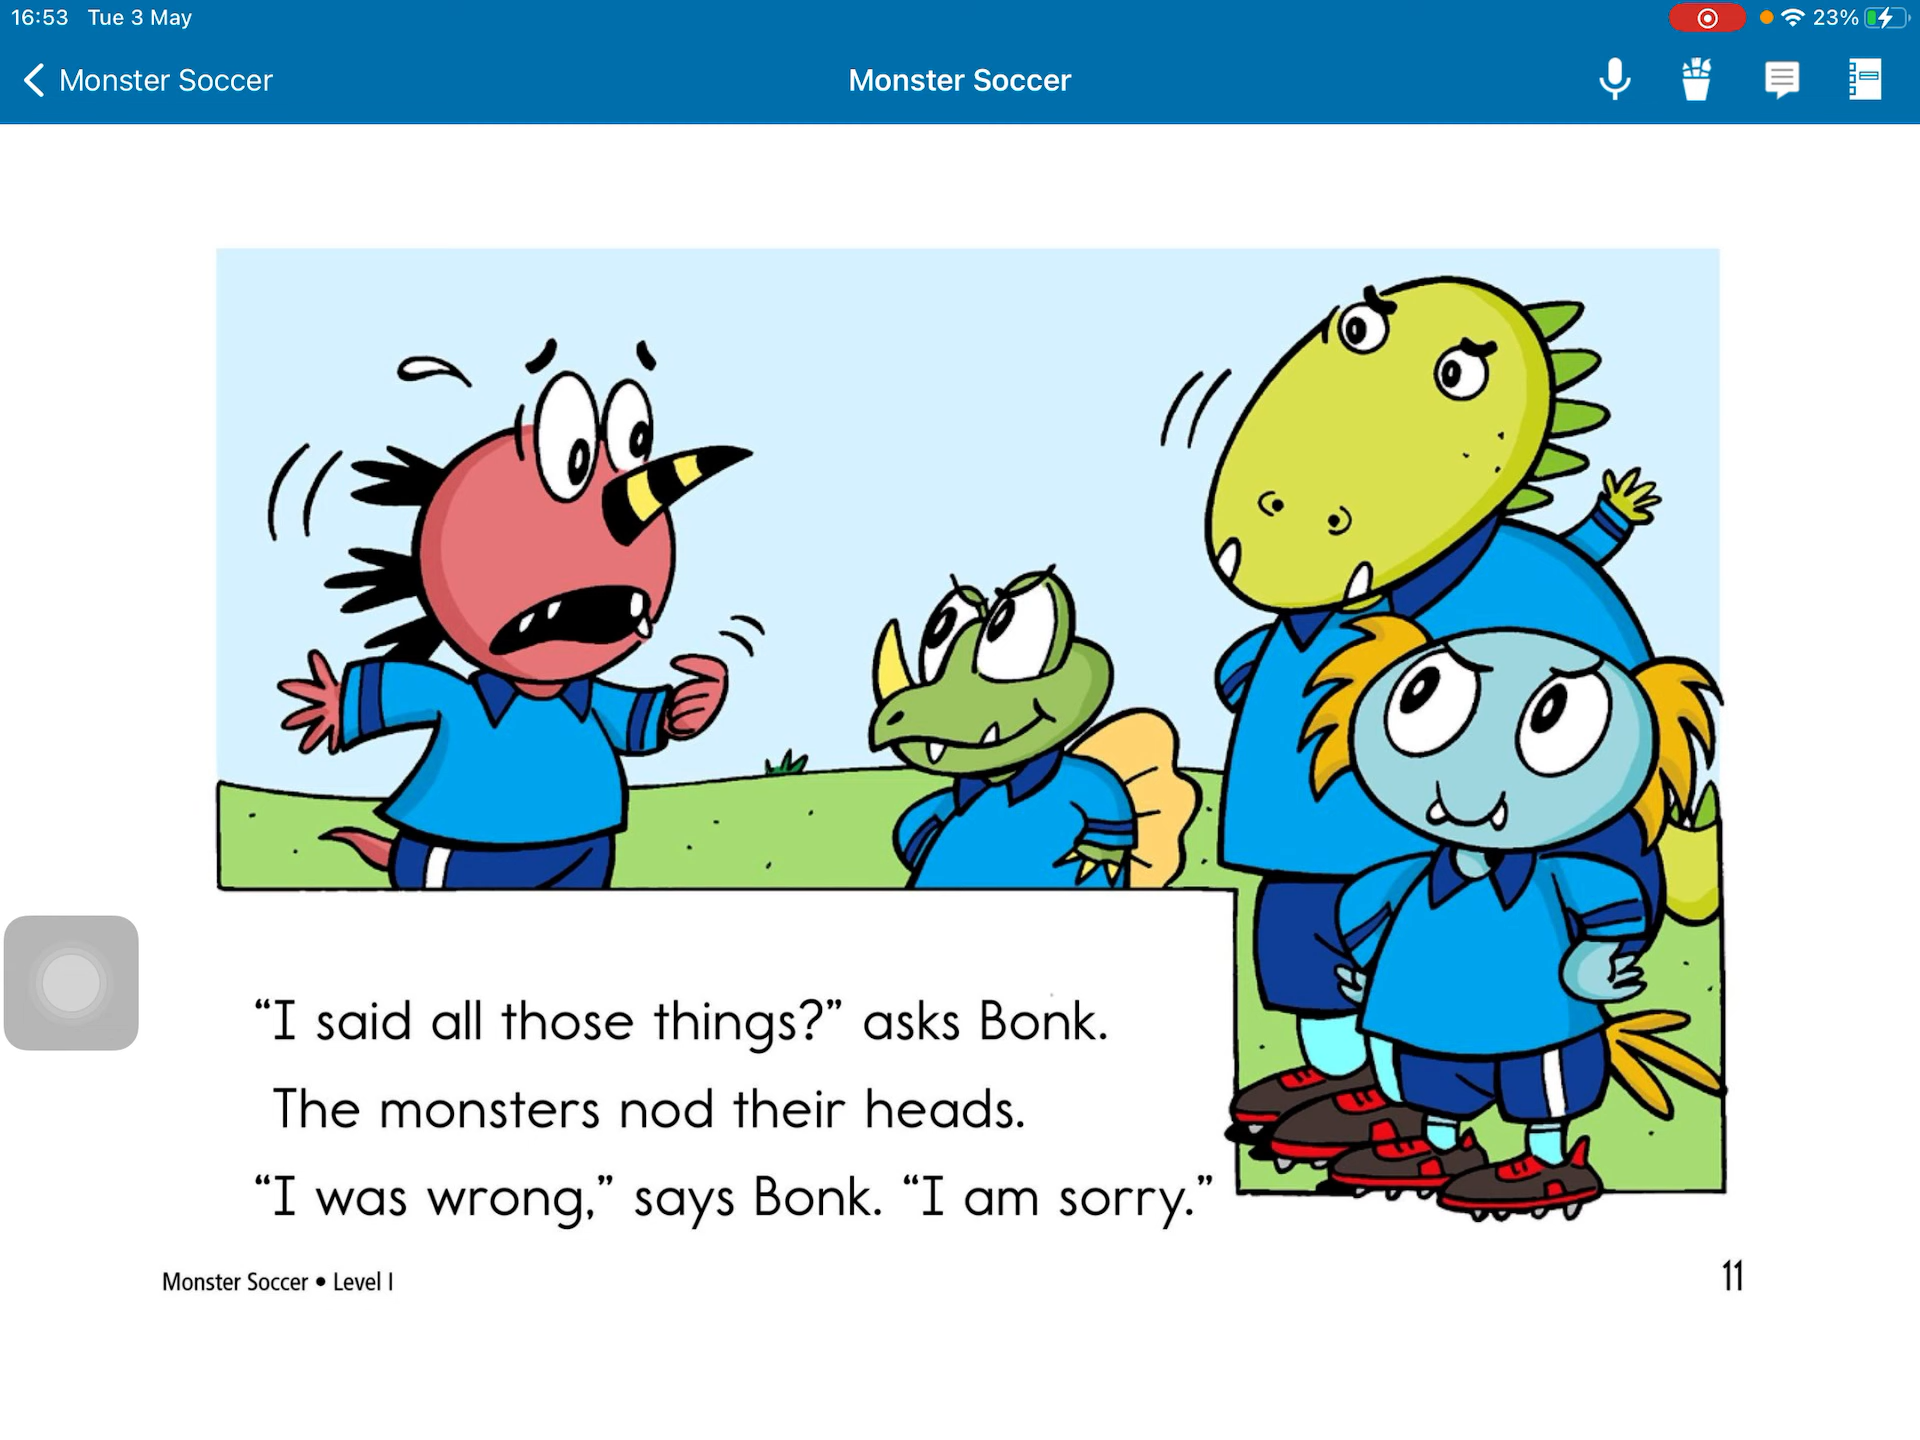 16:53 Tue 3 May
23%
Monster Soccer
Monster Soccer
“I said all those things?” asks Bonk.
The monsters nod their heads.
“I was wrong,” says Bonk. “I am sorry.”
Monster Soccer • Level I
11